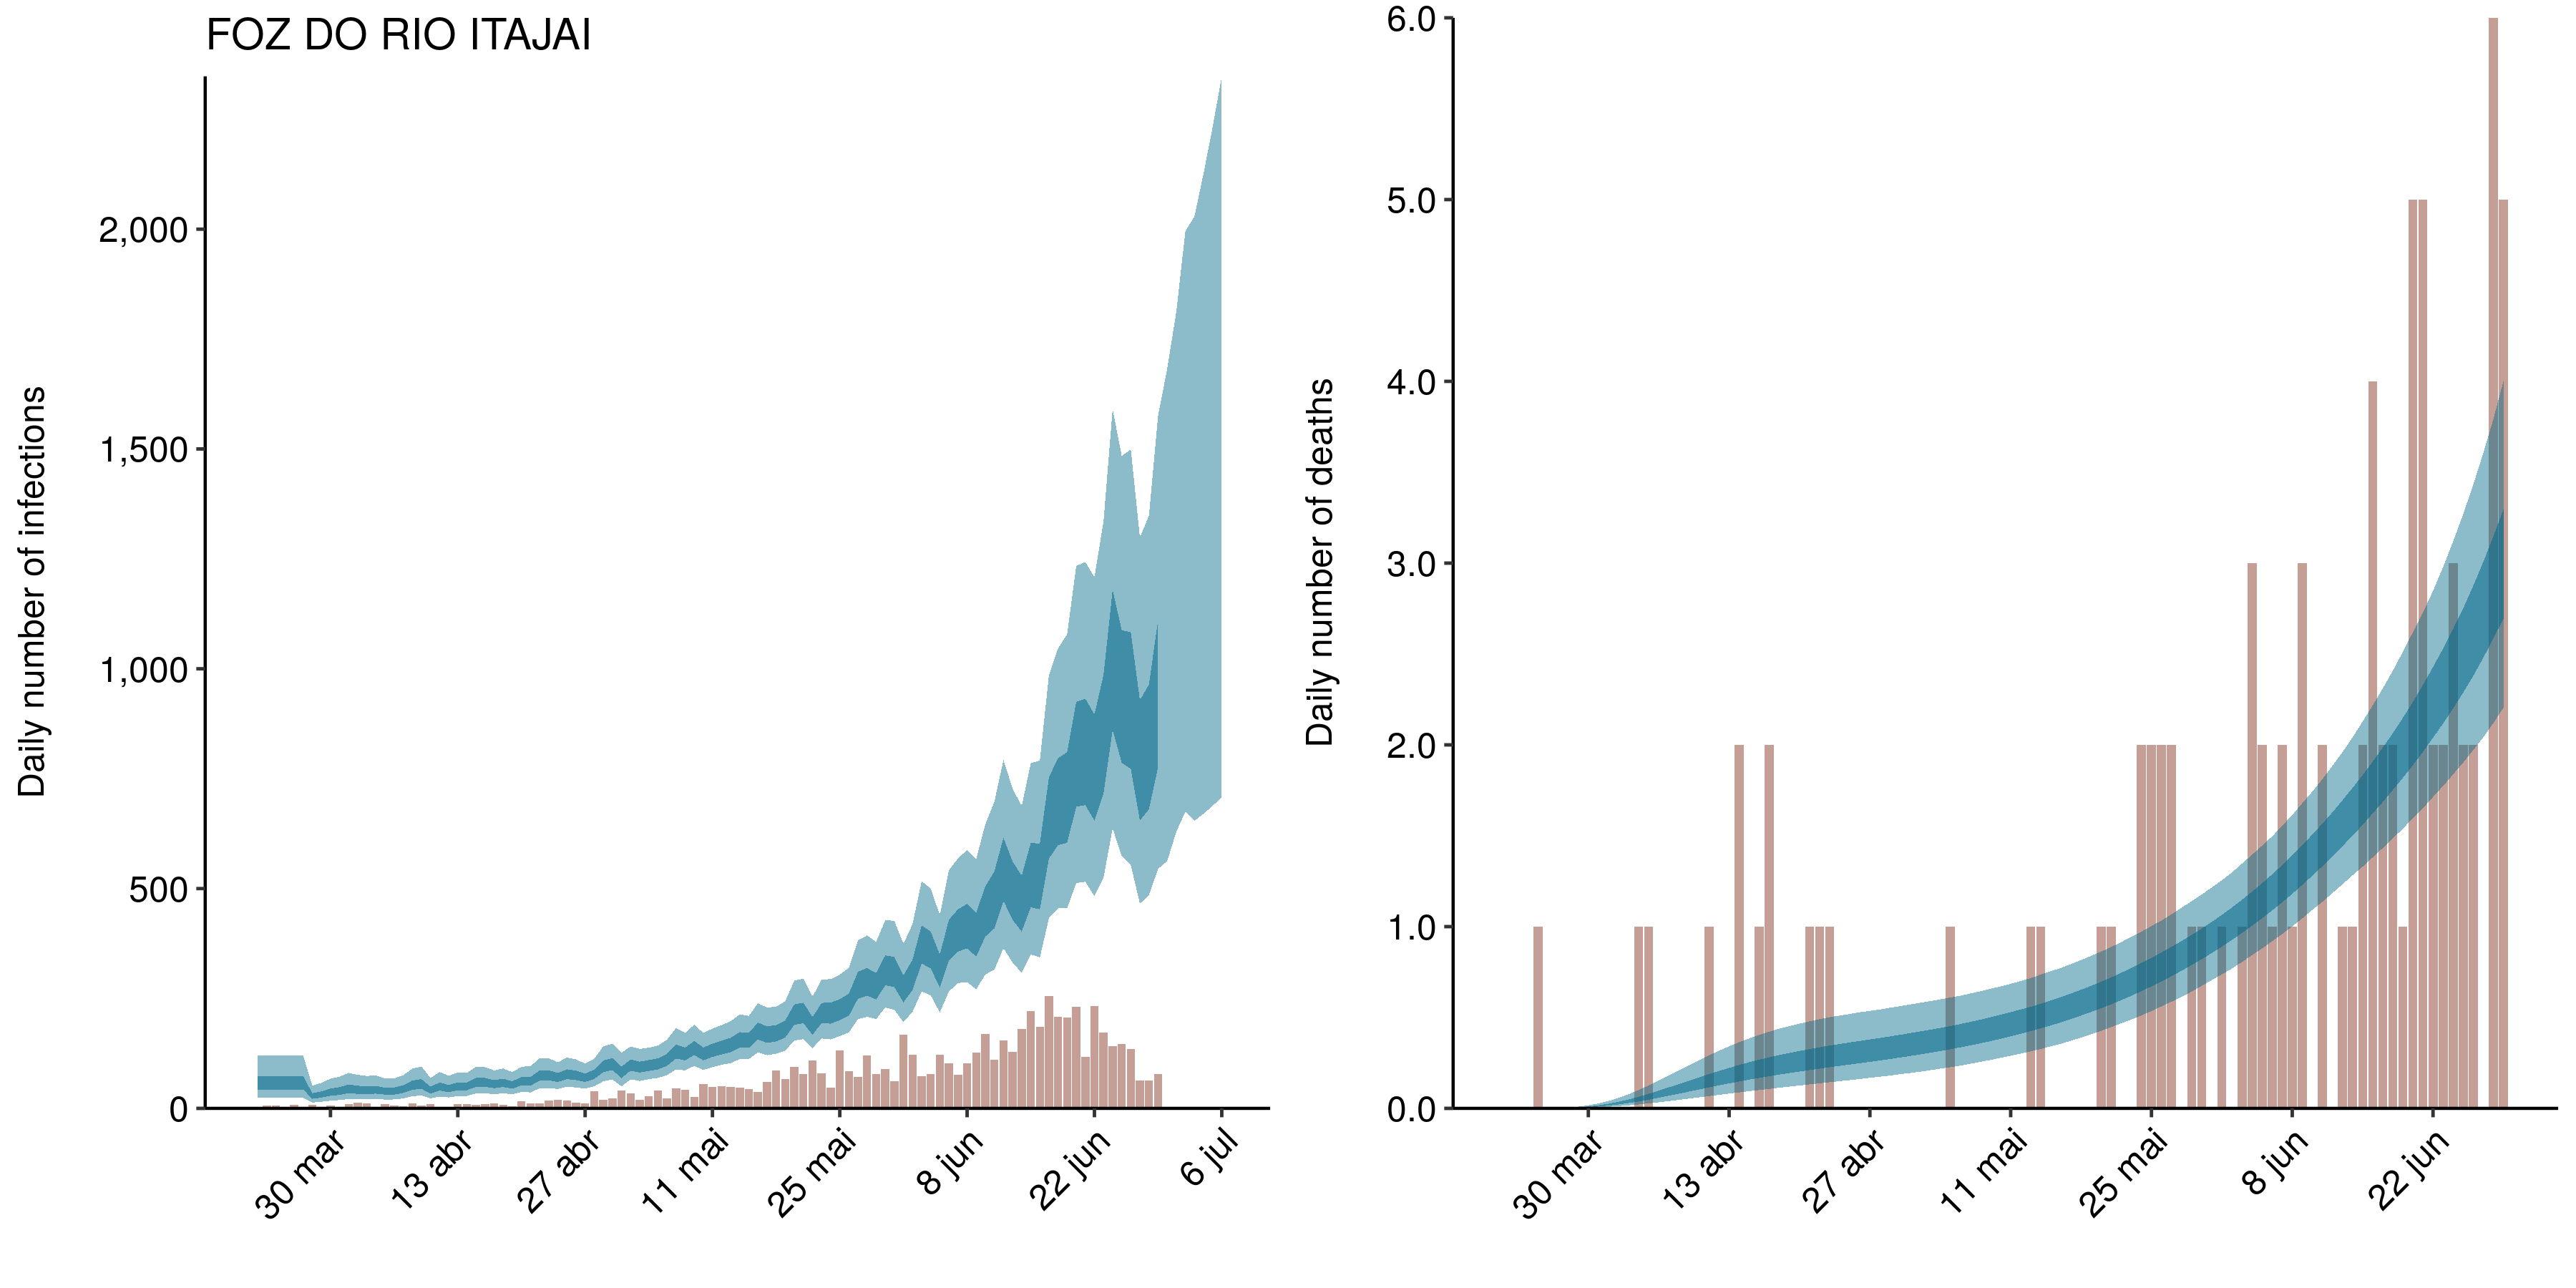 FOZ DO RIO ITAJAI
Daily number of infections
2,000
1,500
1,000
500
0
30 mar
13 abr
27 abr
11 mai
25 mai
8 jun
22 jun
6 jul
Daily number of deaths
6.0
5.0
4.0
3.0
2.0
1.0
0.0
30 mar
13 abr
27 abr
11 mai
25 mai
8 jun
22 jun